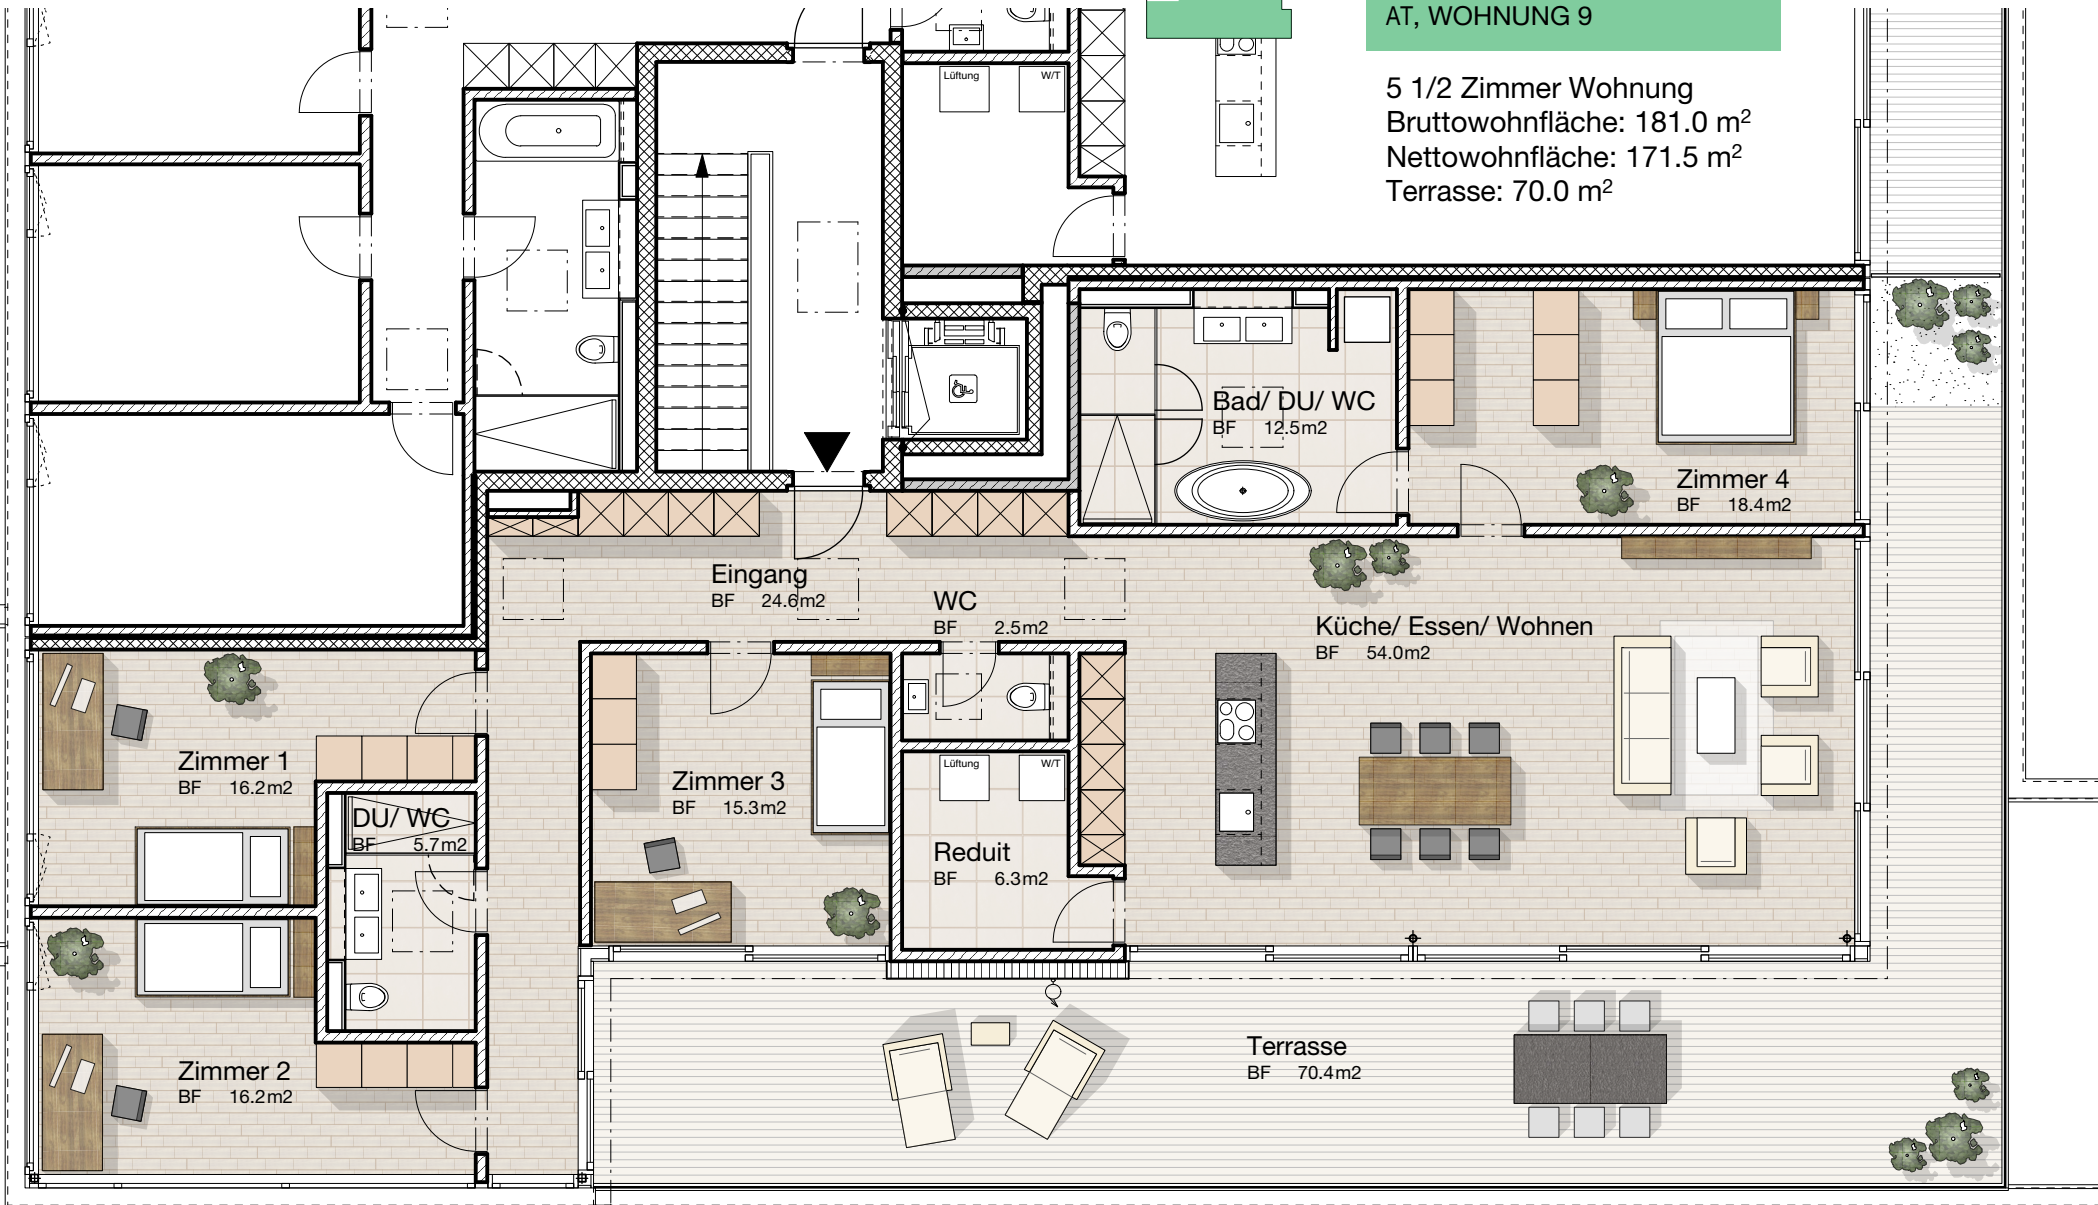 AT, WOHNUNG 9
5 1/2 Zimmer Wohnung
Bruttowohnfläche: 181.0 m²
Nettowohnfläche: 171.5 m²
Terrasse: 70.0 m²
Lüftung
W/T
Bad/ DU/ WC
BF 12.5m2
Zimmer 4
BF 18.4m2
Eingang
BF 24.6m2
WC
BF 2.5m2
Küche/ Essen/ Wohnen
BF 54.0m2
Zimmer 1
BF 16.2m2
DU/ WC
BF 5.7m2
Zimmer 3
BF 15.3m2
Lüftung
W/T
Reduit
BF 6.3m2
Zimmer 2
BF 16.2m2
Terrasse
BF 70.4m2